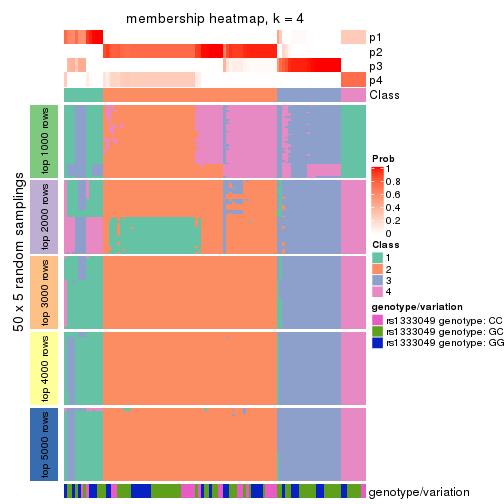 membership heatmap, k = 4
p1
p2
p3
p4
Class
50 x 5 random samplings
top 1000 rows
top 2000 rows
top 3000 rows
top 4000 rows
top 5000 rows
Prob
1
0.8
0.6
0.4
0.2
0
Class
1
2
3
4
genotype/variation
rs1333049 genotype: CC
rs1333049 genotype: GC
rs1333049 genotype: GG
genotype/variation